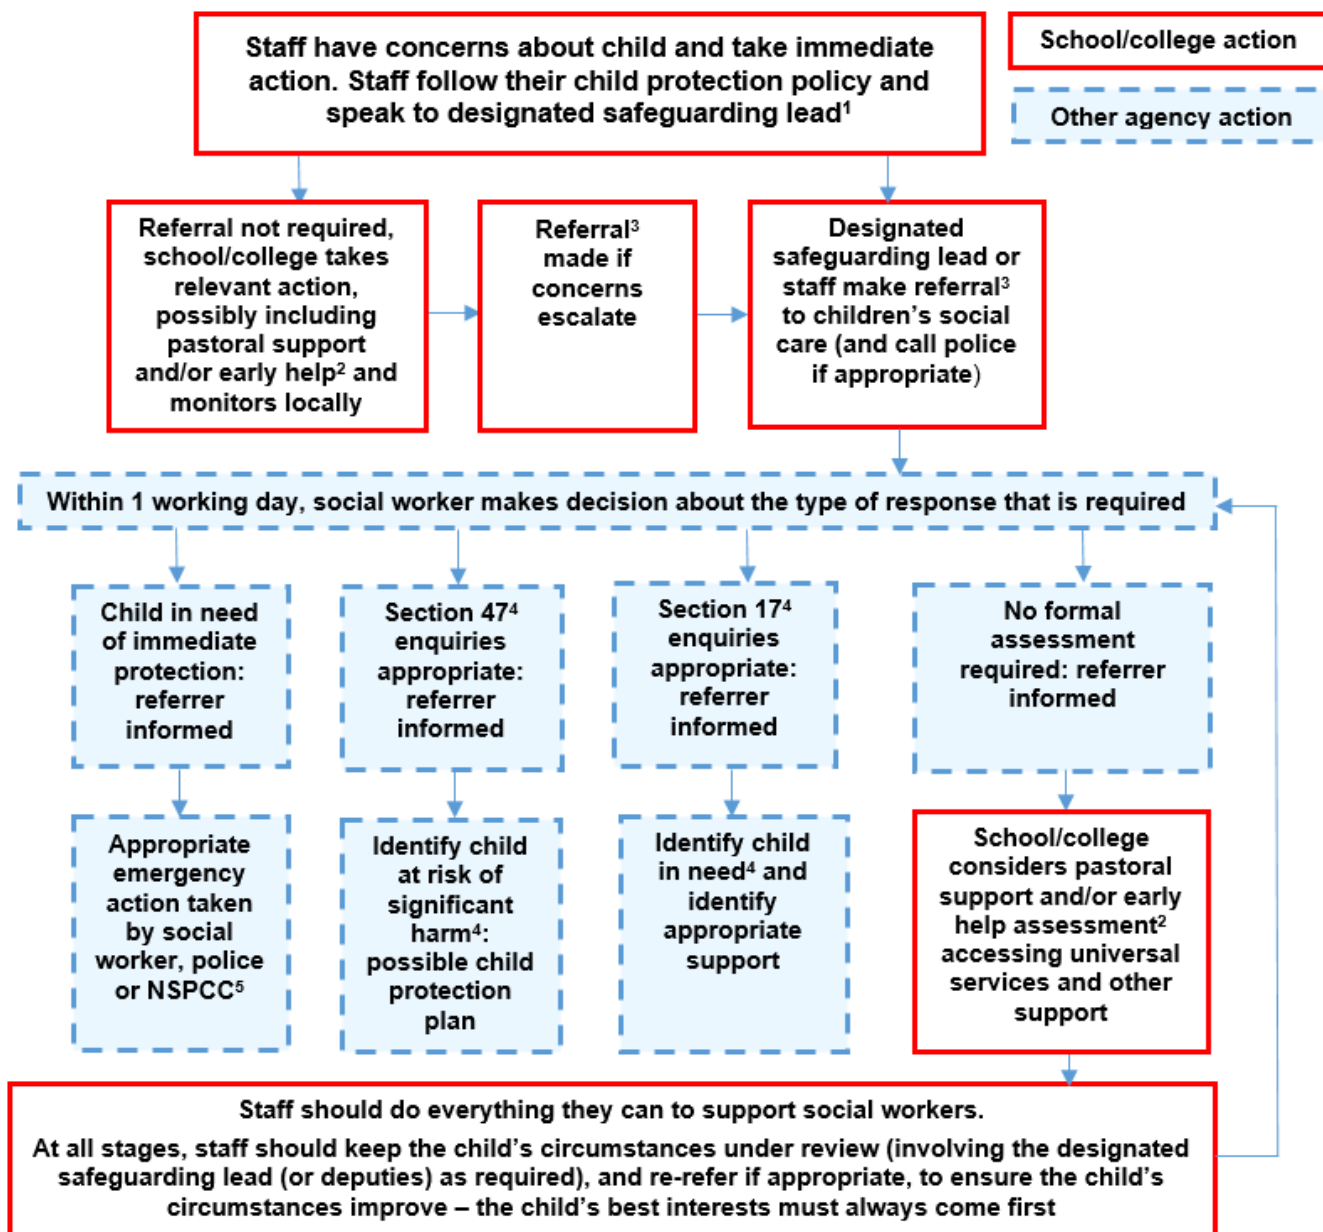 Staff have concerns about child and take immediate
action. Staff follow their child protection policy and
speak to designated safeguarding lead¹
School/college action
Other agency action
Referral not required,
school/college takes
relevant action,
possibly including
pastoral support
and/or early help² and
monitors locally
Referral³
made if
concerns
escalate
Designated
safeguarding lead or
staff make referral³
to children’s social
care (and call police
if appropriate)
Within 1 working day, social worker makes decision about the type of response that is required
Child in need
of immediate
protection:
referrer
informed
Section 47⁴
enquiries
appropriate:
referrer
informed
Section 17⁴
enquiries
appropriate:
referrer
informed
No formal
assessment
required: referrer
informed
Appropriate
emergency
action taken
by social
worker, police
or NSPCC⁵
Identify child
at risk of
significant
harm⁴:
possible child
protection
plan
Identify child
in need⁴ and
identify
appropriate
support
School/college
considers pastoral
support and/or early
help assessment²
accessing universal
services and other
support
Staff should do everything they can to support social workers.
At all stages, staff should keep the child’s circumstances under review (involving the designated
safeguarding lead (or deputies) as required), and re-refer if appropriate, to ensure the child’s
circumstances improve – the child’s best interests must always come first